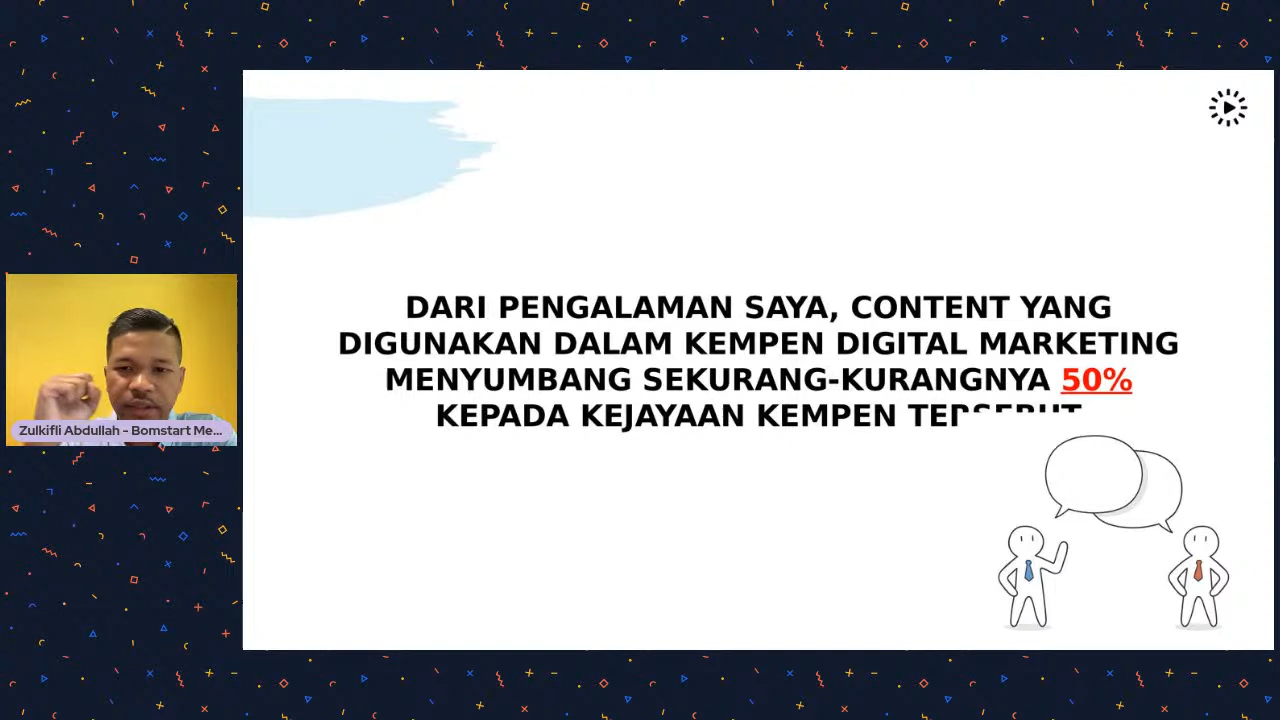 DARI PENGALAMAN SAYA, CONTENT YANG
DIGUNAKAN DALAM KEMPEN DIGITAL MARKETING
MENYUMBANG SEKURANG-KURANGNYA 50%
KEPADA KEJAYAAN KEMPEN TERSEBUT
Zulkifli Abdullah - Bomstart Me...